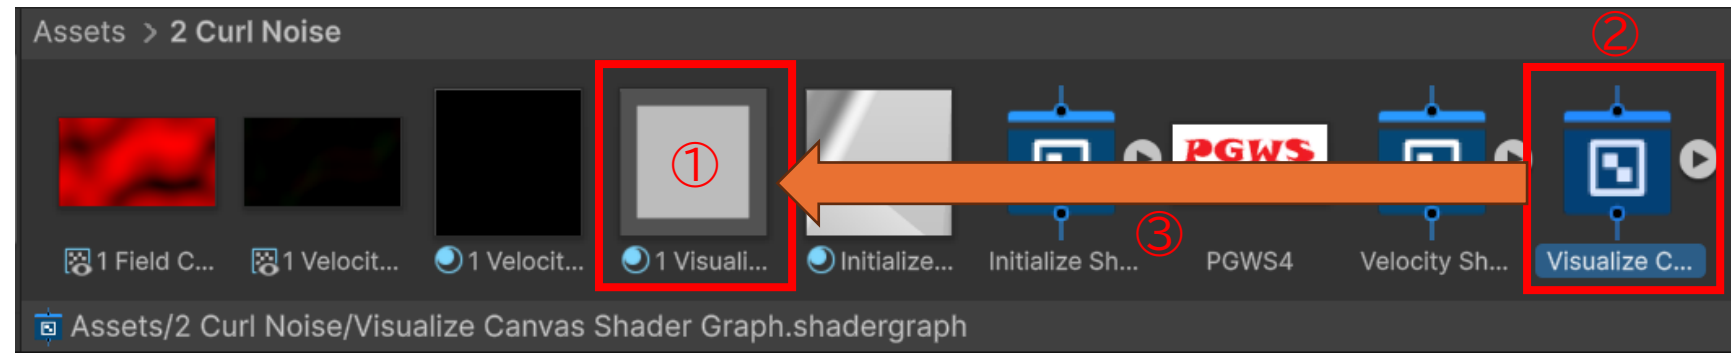 Assets > 2 Curl Noise
②
①
PGWS
③
1 Field C...
1 Velocit...
1 Velocit...
1 Visuali...
Initialize...
Initialize Sh...
PGWS4
Velocity Sh...
Visualize C...
Assets/2 Curl Noise/Visualize Canvas Shader Graph.shadergraph